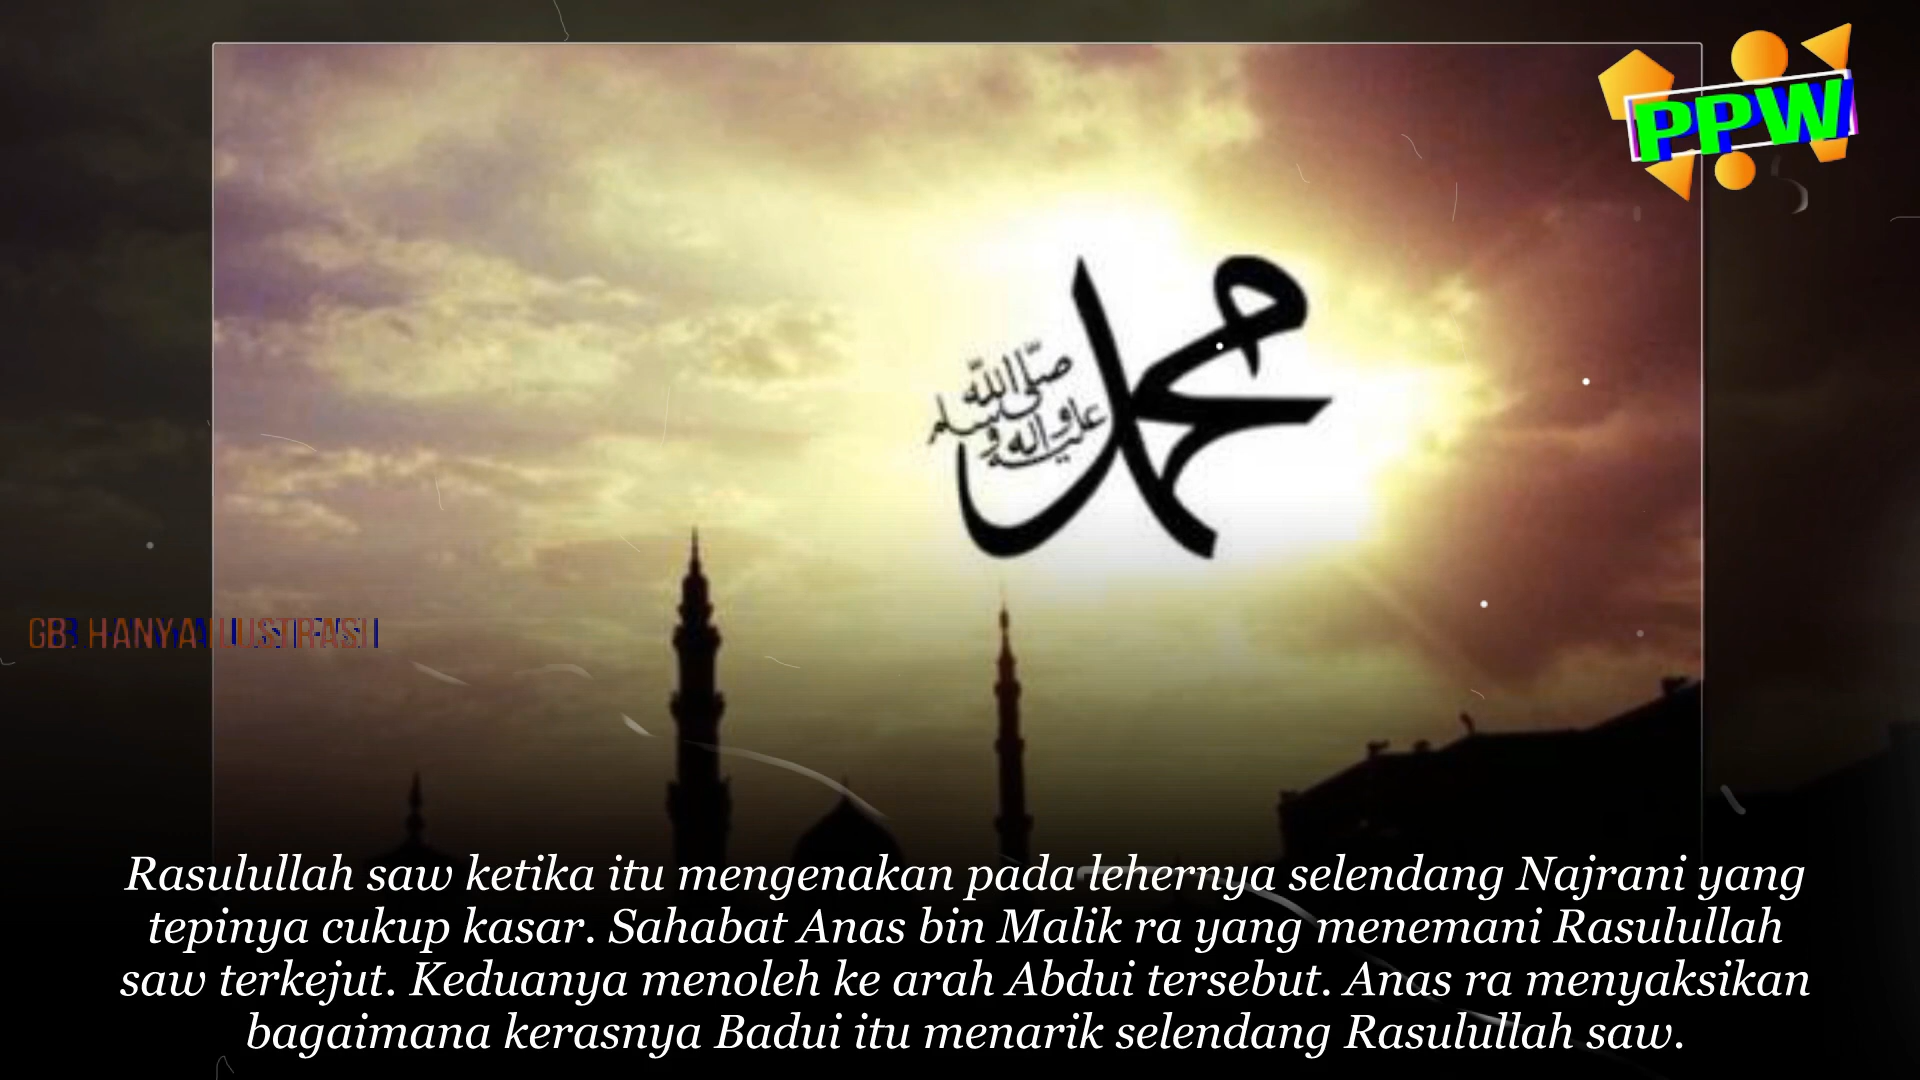 PPW
محمد
صلّى الله
عليه وآله
وسلم
GB. HANYA ILUSTRASI
Rasulullah saw ketika itu mengenakan pada lehernya selendang Najrani yang
tepinya cukup kasar. Sahabat Anas bin Malik ra yang menemani Rasulullah
saw terkejut. Keduanya menoleh ke arah Abdui tersebut. Anas ra menyaksikan
bagaimana kerasnya Badui itu menarik selendang Rasulullah saw.